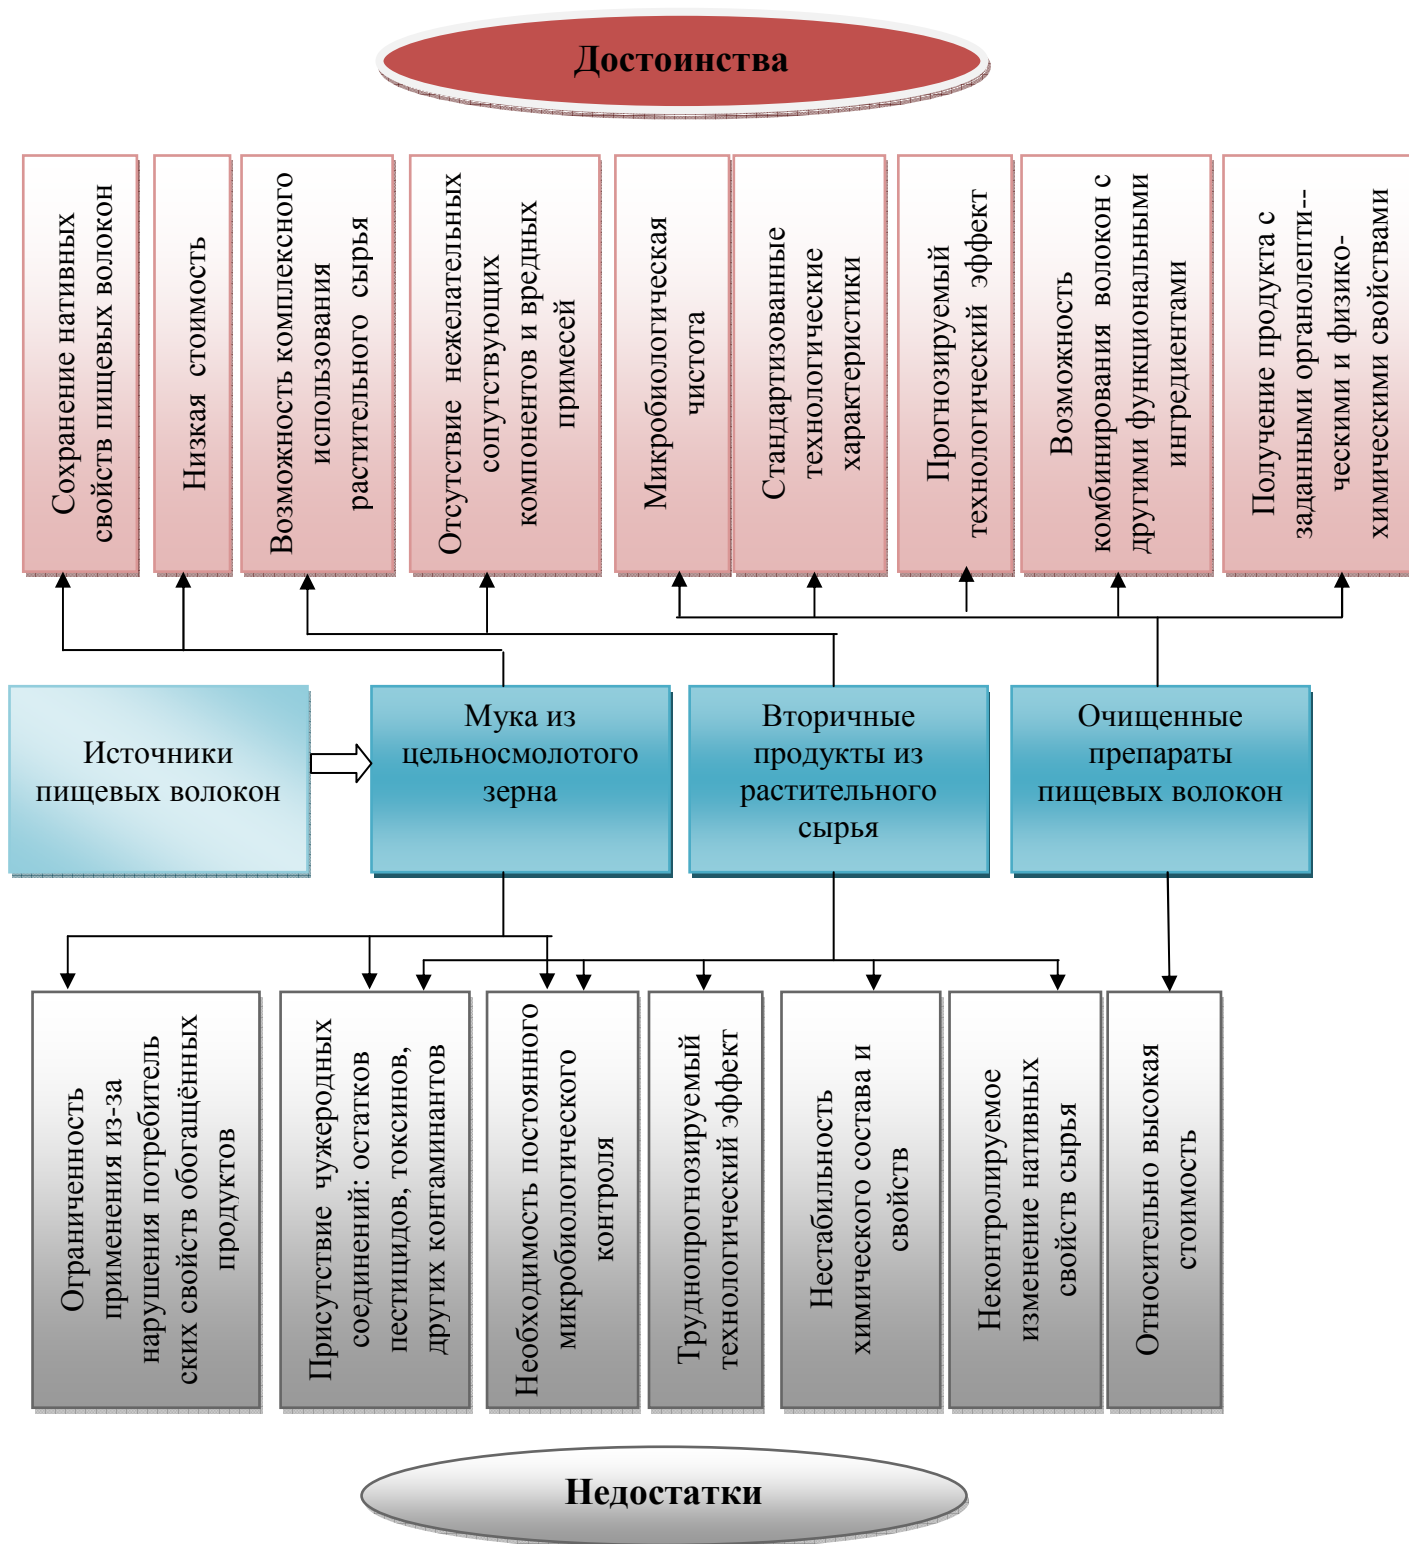 Достоинства
Сохранение нативных
свойств пищевых волокон
Низкая стоимость
Возможность комплексного
использования
растительного сырья
Отсутствие нежелательных
сопутствующих
компонентов и вредных
примесей
Микробиологическая
чистота
Стандартизованные
технологические
характеристики
Прогнозируемый
технологический эффект
Возможность
комбинирования волокон с
другими функциональными
ингредиентами
Получение продукта с
заданными органолепти--
ческими и физико-
химическими свойствами
Источники
пищевых волокон
Мука из
цельносмолотого
зерна
Вторичные
продукты из
растительного
сырья
Очищенные
препараты
пищевых волокон
Ограниченность
применения из-за
нарушения потребитель
ских свойств обогащённых
продуктов
Присутствие чужеродных
соединений: остатков
пестицидов, токсинов,
других контаминантов
Необходимость постоянного
микробиологического
контроля
Труднопрогнозируемый
технологический эффект
Нестабильность
химического состава и
свойств
Неконтролируемое
изменение нативных
свойств сырья
Относительно высокая
стоимость
Недостатки